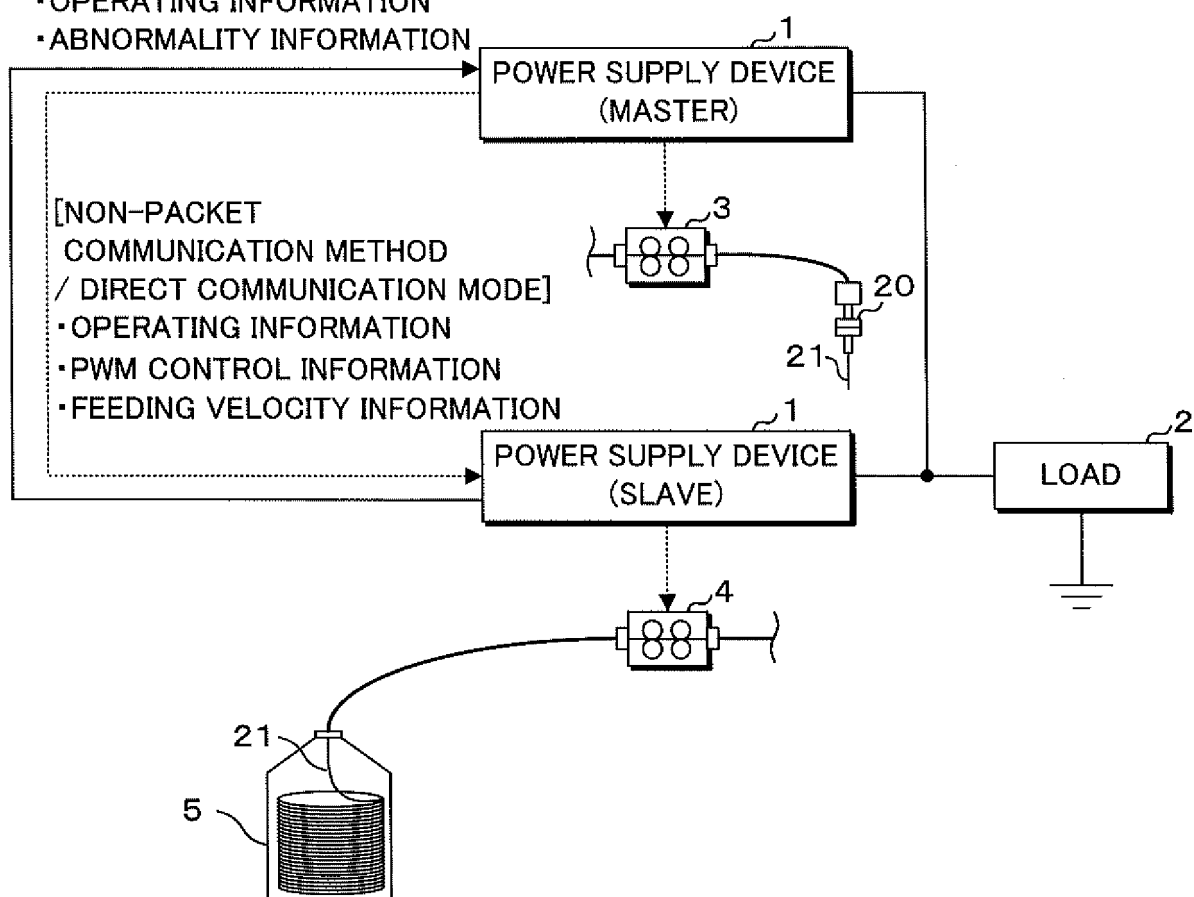 ・OPERATING INFORMATION
・ABNORMALITY INFORMATION
1
POWER SUPPLY DEVICE
(MASTER)
[NON-PACKET
COMMUNICATION METHOD
/ DIRECT COMMUNICATION MODE]
・OPERATING INFORMATION
・PWM CONTROL INFORMATION
・FEEDING VELOCITY INFORMATION
3
20
21
1
POWER SUPPLY DEVICE
(SLAVE)
2
LOAD
4
21
5